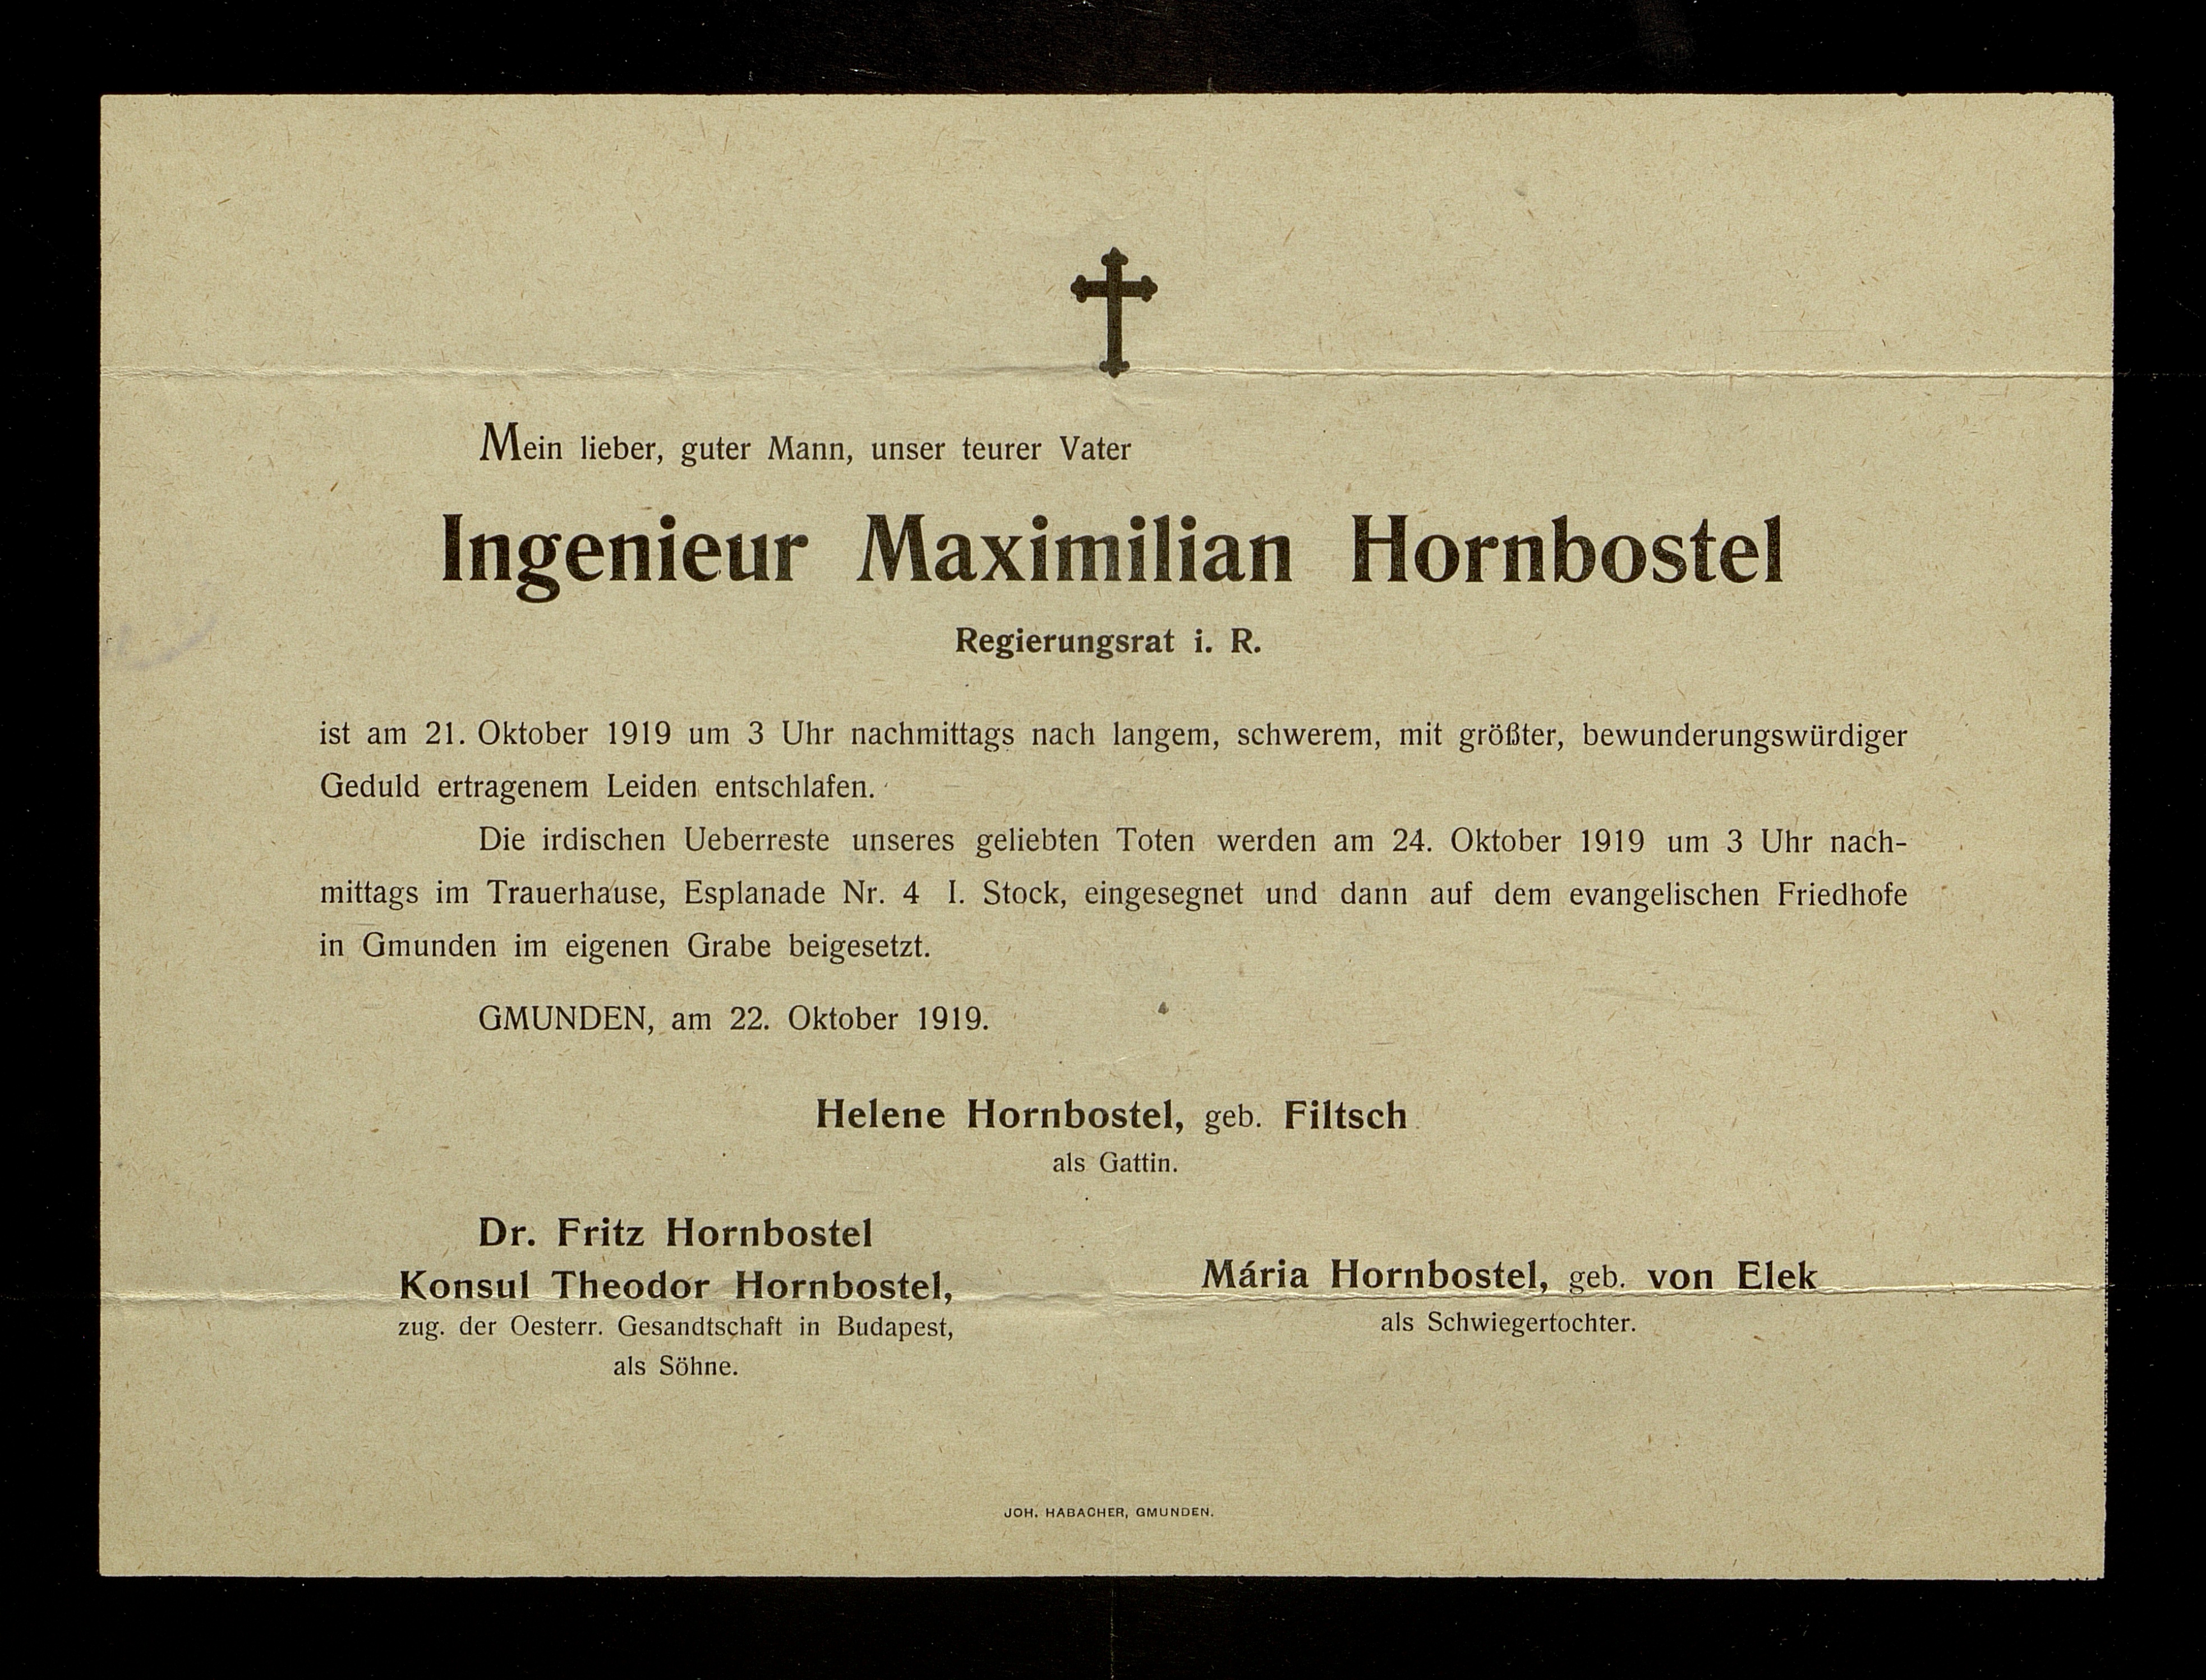 Mein lieber, guter Mann, unser teurer Vater
Ingenieur Maximilian Hornbostel
Regierungsrat i. R.
ist am 21. Oktober 1919 um 3 Uhr nachmittags nach langem, schwerem, mit größter, bewunderungswürdiger
Geduld ertragenem Leiden entschlafen.
Die irdischen Ueberreste unseres geliebten Toten werden am 24. Oktober 1919 um 3 Uhr nach-
mittags im Trauerhause, Esplanade Nr. 4 I. Stock, eingesegnet und dann auf dem evangelischen Friedhofe
in Gmunden im eigenen Grabe beigesetzt.
GMUNDEN, am 22. Oktober 1919.
Helene Hornbostel, geb. Filtsch
als Gattin.
Dr. Fritz Hornbostel
Konsul Theodor Hornbostel,
zug. der Oesterr. Gesandtschaft in Budapest,
als Söhne.
Mária Hornbostel, geb. von Elek
als Schwiegertochter.
JOH. HABACHER, GMUNDEN.